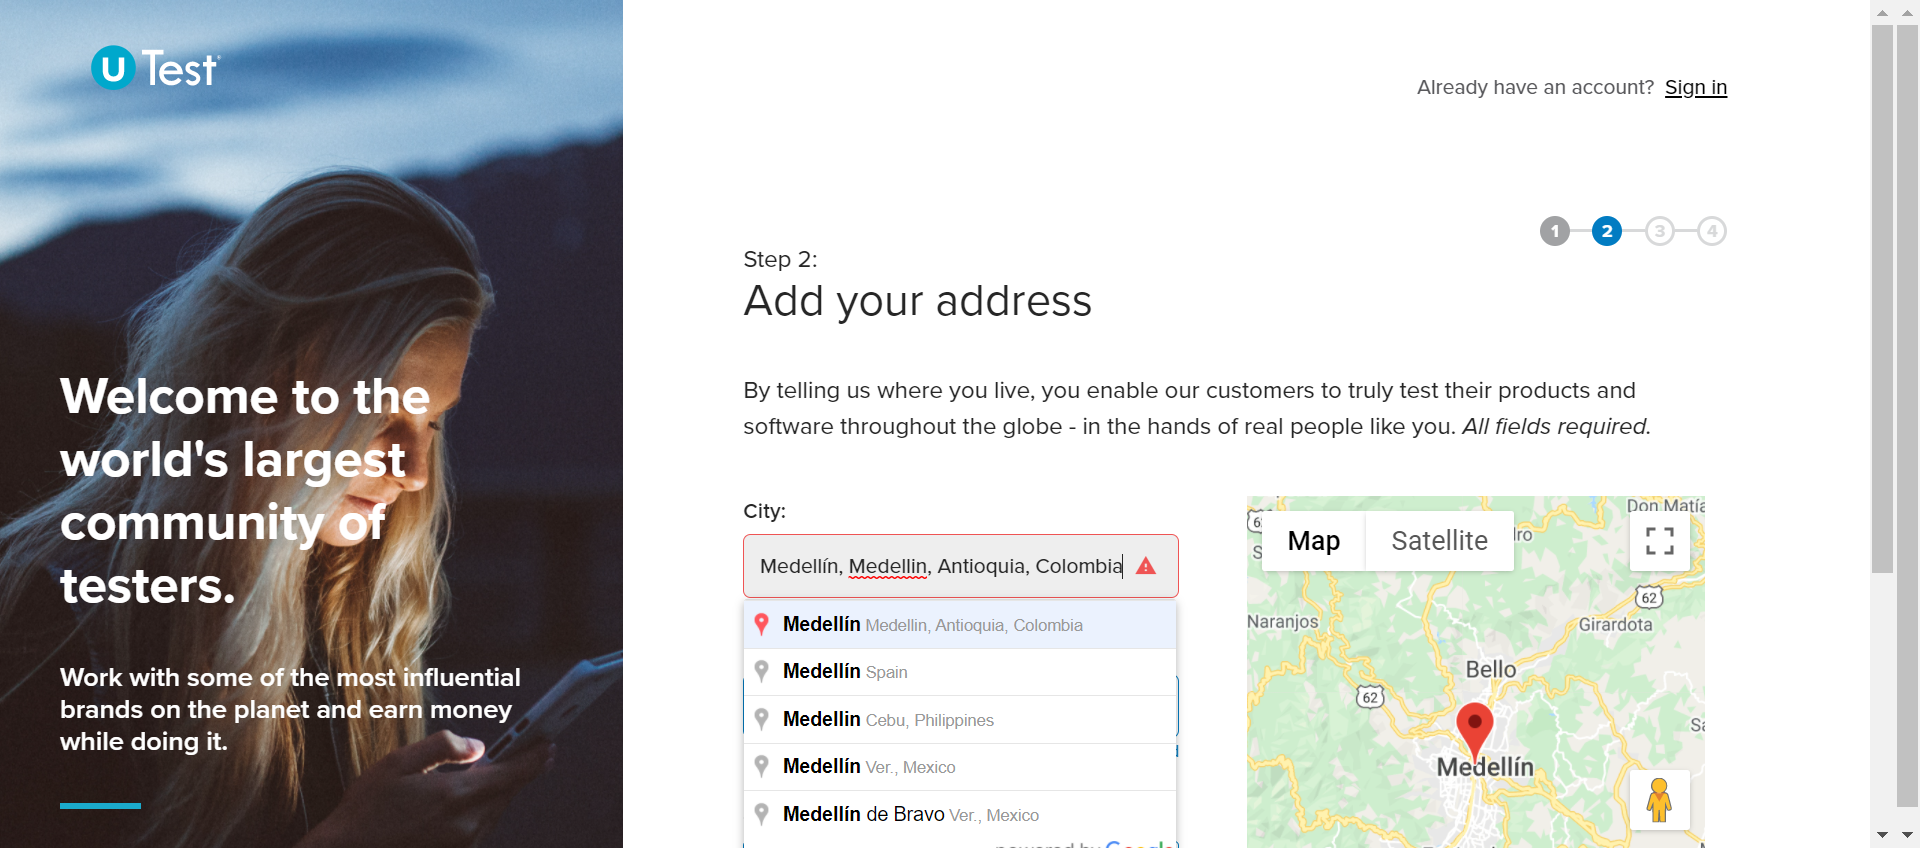 u Test
Already have an account? Sign in
1 2 3 4
Step 2:
Add your address
Welcome to the
world's largest
community of
testers.
Work with some of the most influential
brands on the planet and earn money
while doing it.
By telling us where you live, you enable our customers to truly test their products and
software throughout the globe - in the hands of real people like you. All fields required.
City:
Medellín, Medellin, Antioquia, Colombia
Medellín Medellin, Antioquia, Colombia
Medellín Spain
Medellin Cebu, Philippines
Medellín Ver., Mexico
Medellín de Bravo Ver., Mexico
powered by Google
Map Satellite
62
Naranjos
Girardota
Bello
62
Medellín